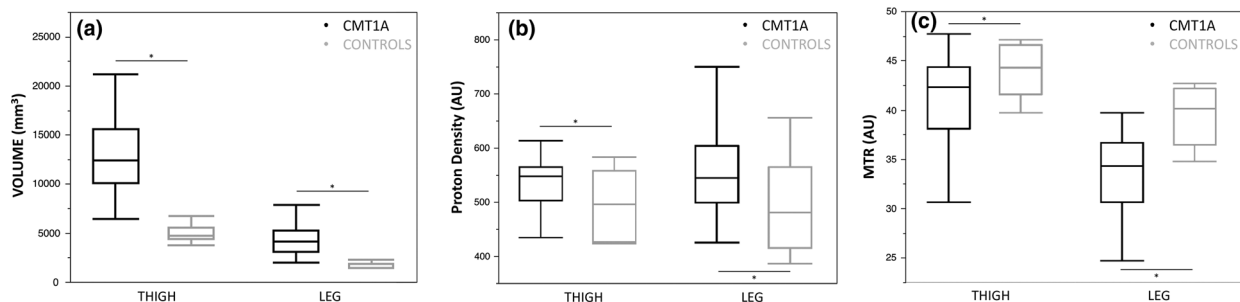 (a)
CMT1A
CONTROLS
VOLUME (mm³)
25000
20000
15000
10000
5000
0
*
*
THIGH
LEG
(b)
CMT1A
CONTROLS
Proton Density (AU)
800
700
600
500
400
*
*
THIGH
LEG
(c)
CMT1A
CONTROLS
MTR (AU)
50
45
40
35
30
25
*
*
THIGH
LEG